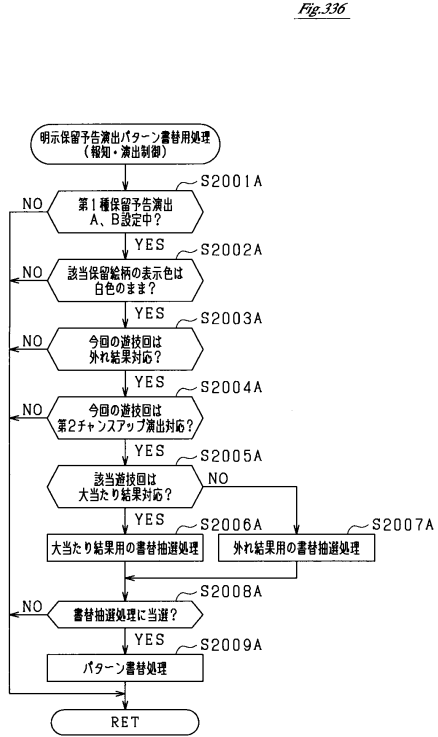 Fig.336
明示保留予告演出パターン書替用処理
(報知・演出制御)
S2001A
NO
第1種保留予告演出
A、B設定中？
YES
S2002A
NO
該当保留絵柄の表示色は
白色のまま？
YES
S2003A
NO
今回の遊技回は
外れ結果対応？
YES
S2004A
NO
今回の遊技回は
第2チャンスアップ演出対応？
YES
S2005A
該当遊技回は
大当たり結果対応？
NO
YES
S2006A
S2007A
大当たり結果用の書替抽選処理
外れ結果用の書替抽選処理
S2008A
NO
書替抽選処理に当選？
YES
S2009A
パターン書替処理
RET